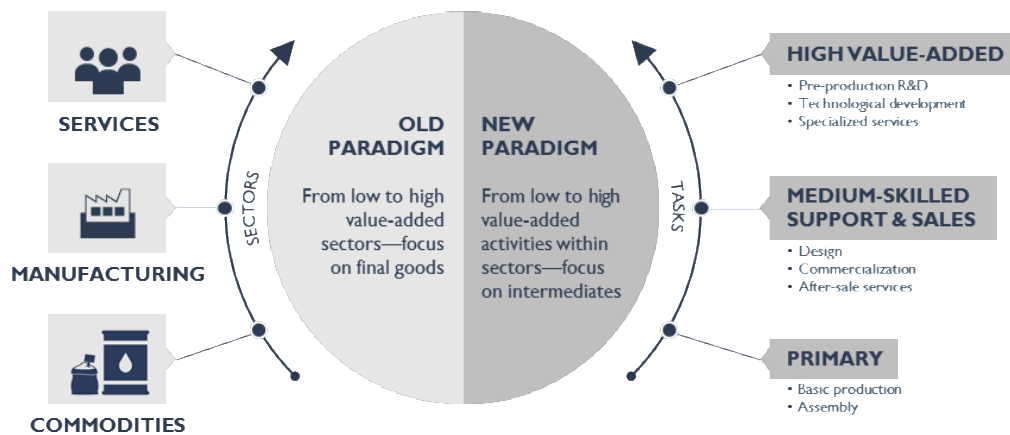 SERVICES
MANUFACTURING
COMMODITIES
SECTORS
OLD
PARADIGM
From low to high
value-added
sectors—focus
on final goods
NEW
PARADIGM
From low to high
value-added
activities within
sectors—focus
on intermediates
TASKS
HIGH VALUE-ADDED
• Pre-production R&D
• Technological development
• Specialized services
MEDIUM-SKILLED
SUPPORT & SALES
• Design
• Commercialization
• After-sale services
PRIMARY
• Basic production
• Assembly